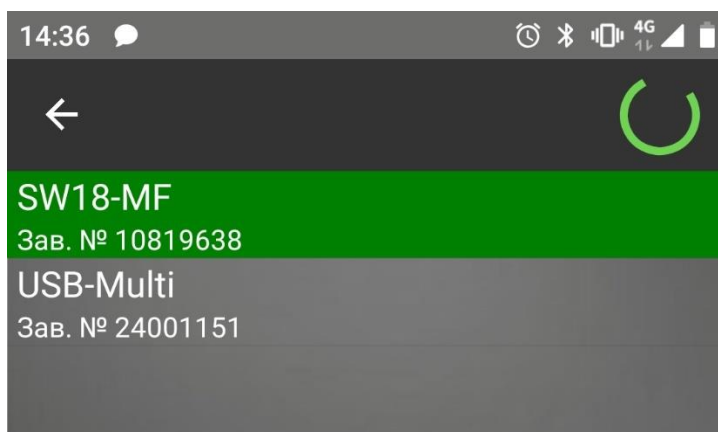 14:36
4G
SW18-MF
Зав. № 10819638
USB-Multi
Зав. № 24001151